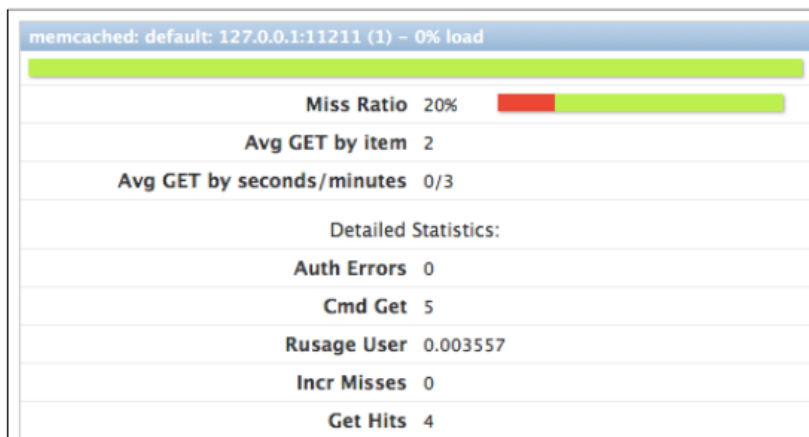 memcached: default: 127.0.0.1:11211 (1) – 0% load
Miss Ratio 20%
Avg GET by item 2
Avg GET by seconds/minutes 0/3
Detailed Statistics:
Auth Errors 0
Cmd Get 5
Rusage User 0.003557
Incr Misses 0
Get Hits 4